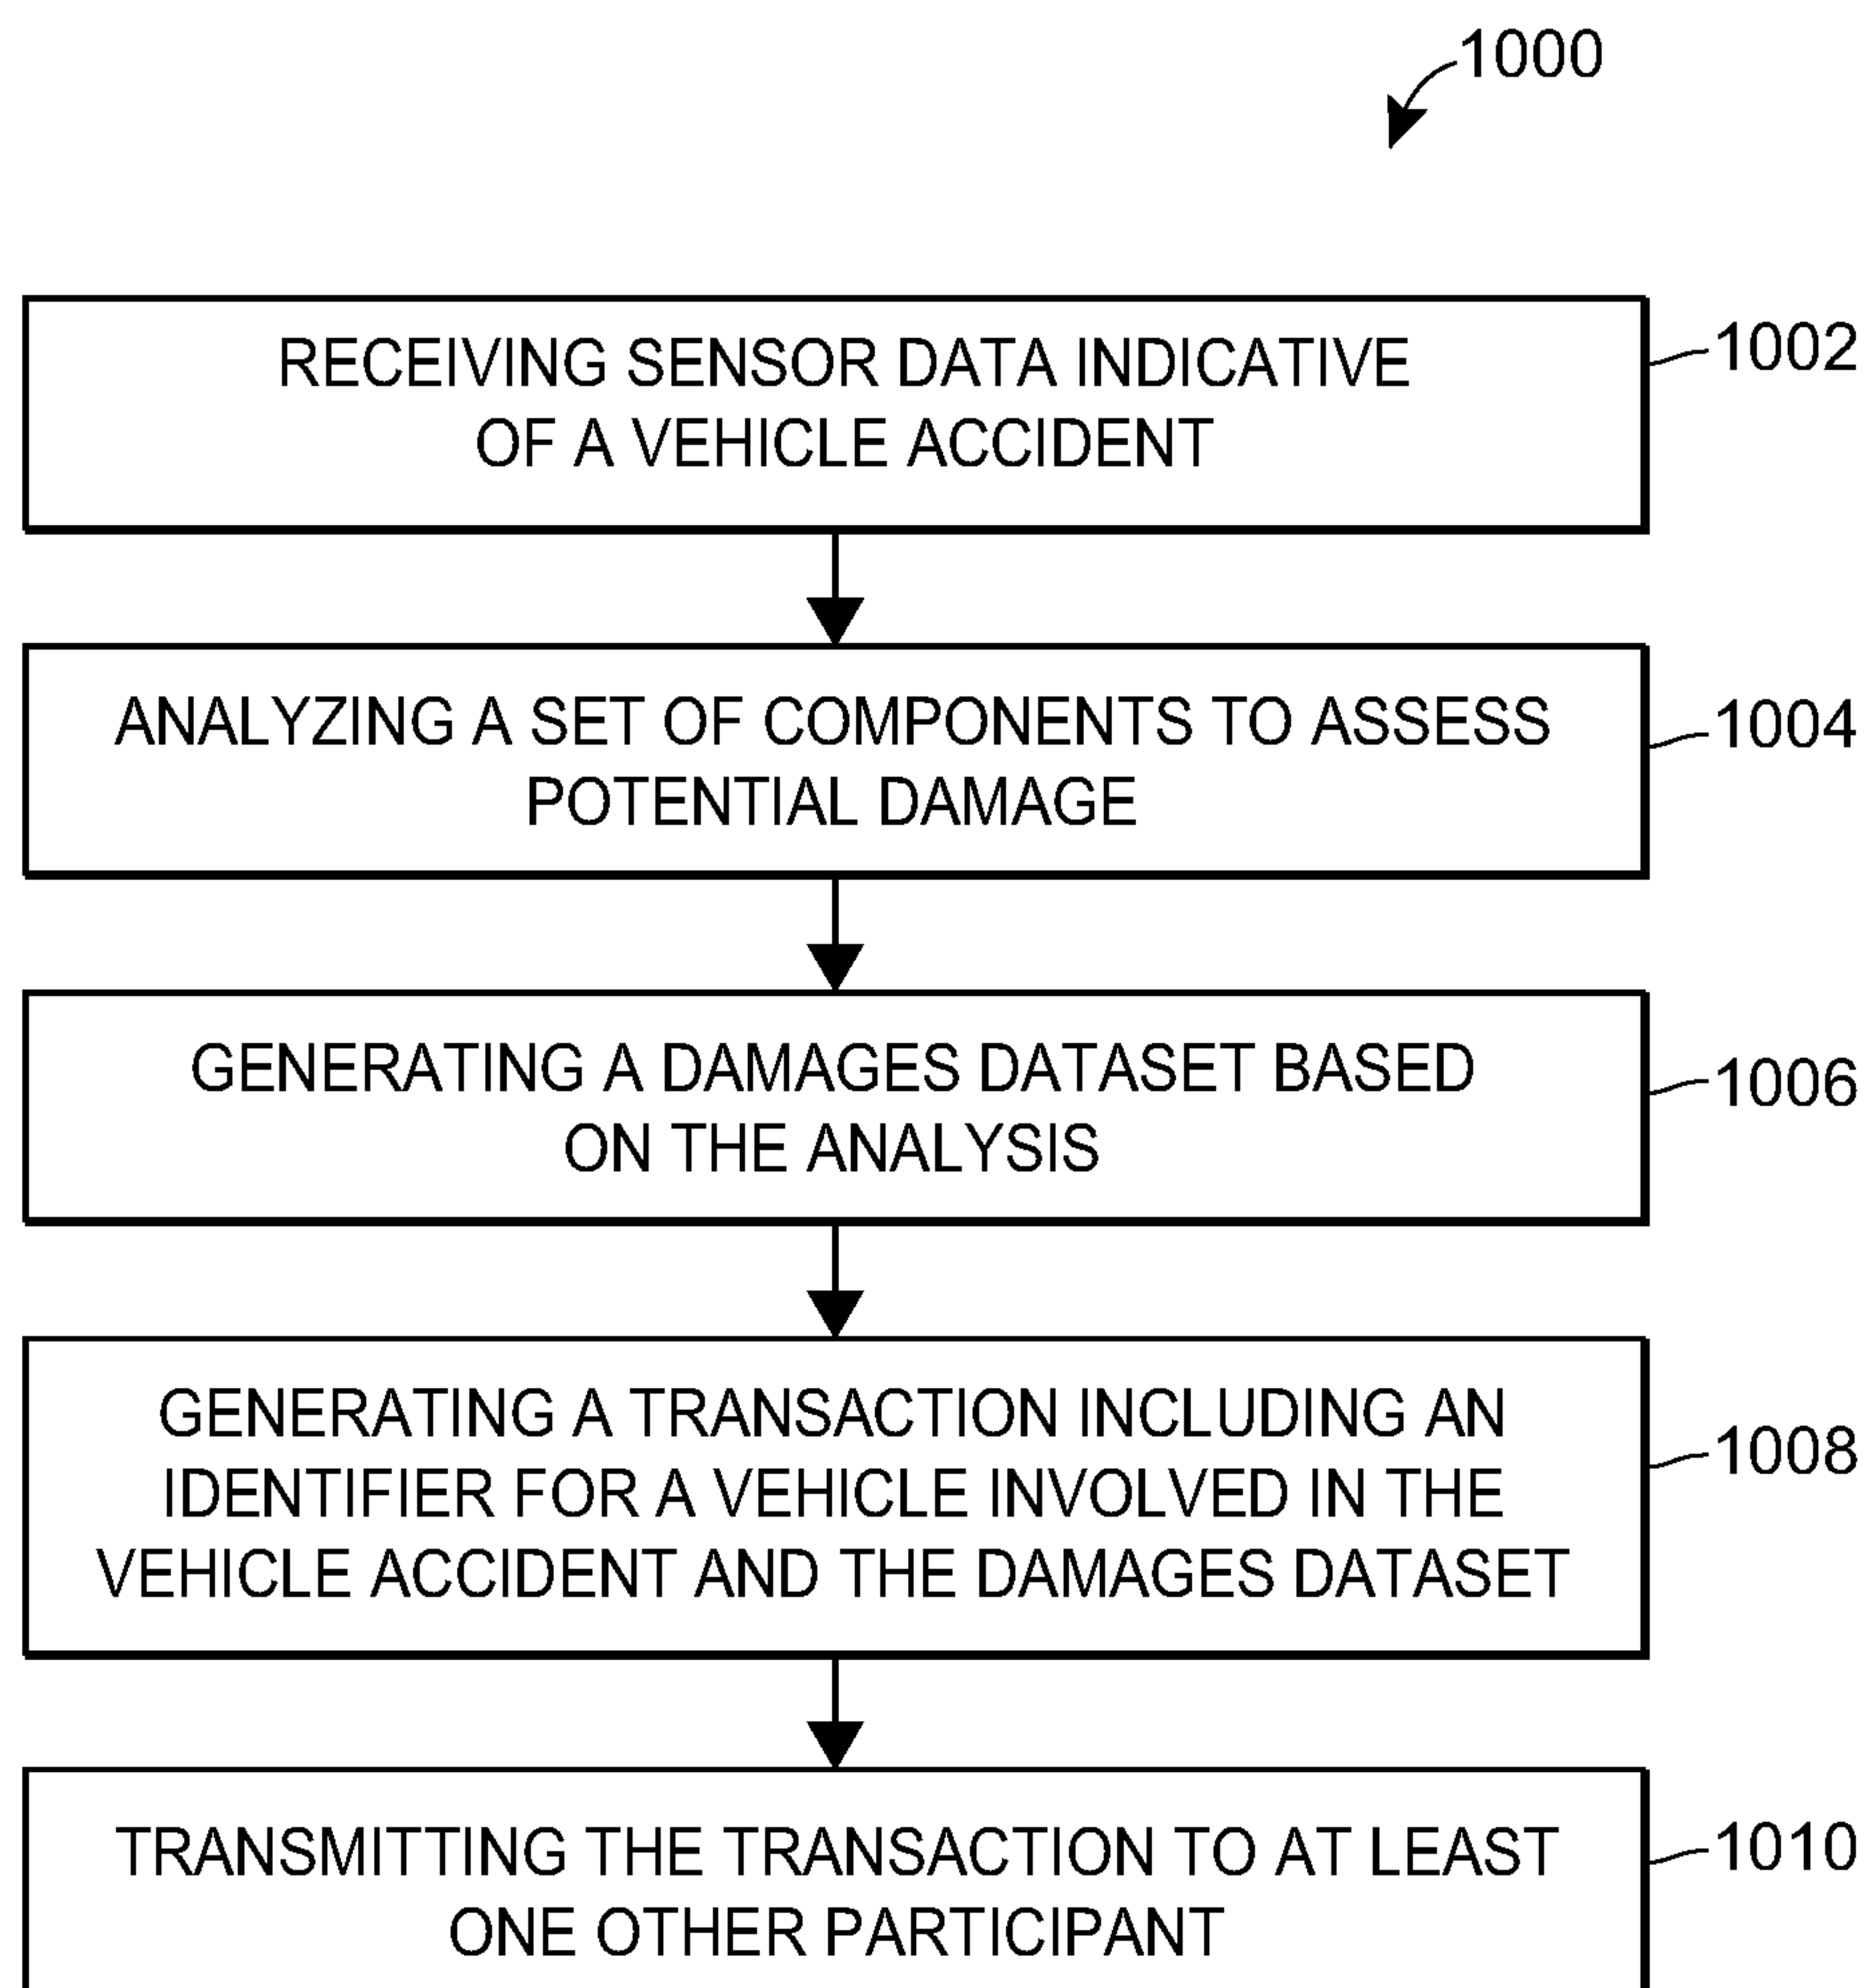 1000
RECEIVING SENSOR DATA INDICATIVE
OF A VEHICLE ACCIDENT
1002
ANALYZING A SET OF COMPONENTS TO ASSESS
POTENTIAL DAMAGE
1004
GENERATING A DAMAGES DATASET BASED
ON THE ANALYSIS
1006
GENERATING A TRANSACTION INCLUDING AN
IDENTIFIER FOR A VEHICLE INVOLVED IN THE
VEHICLE ACCIDENT AND THE DAMAGES DATASET
1008
TRANSMITTING THE TRANSACTION TO AT LEAST
ONE OTHER PARTICIPANT
1010